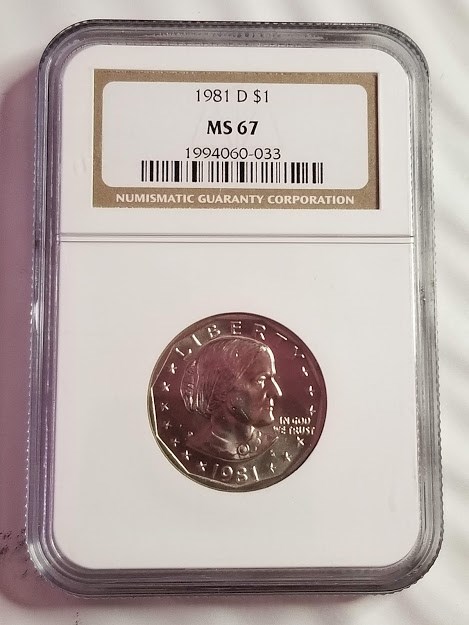 1981 D $1
MS 67
1994060-033
NUMISMATIC GUARANTY CORPORATION
LIBERTY
IN GOD
WE TRUST
1981